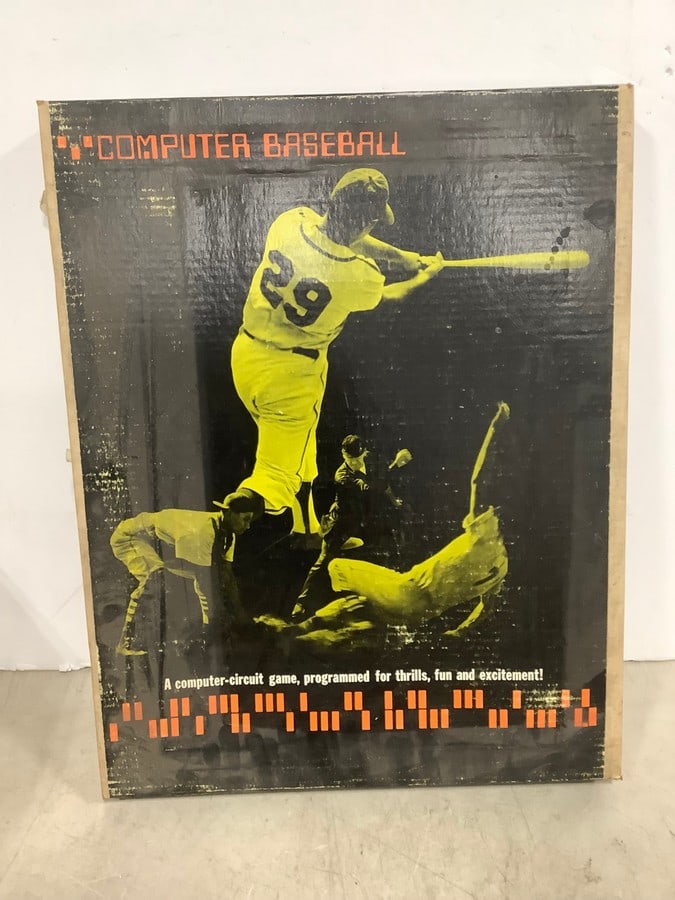 COMPUTER BASEBALL
29
A computer-circuit game, programmed for thrills, fun and excitement!